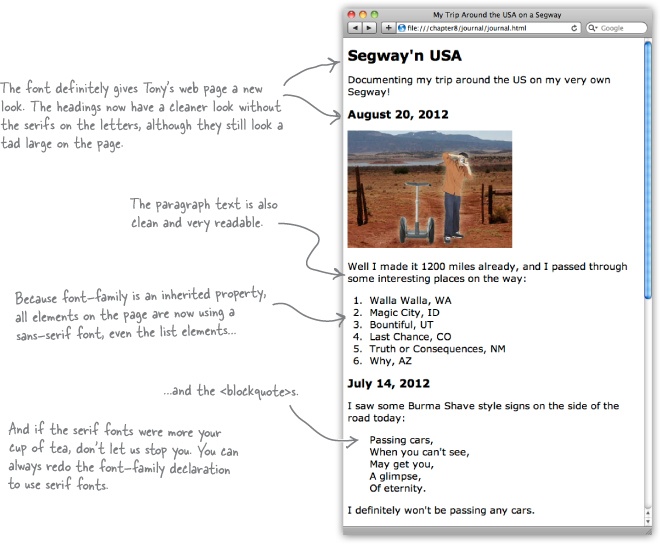 My Trip Around the USA on a Segway
file:///chapter8/journal/journal.html
Google
Segway'n USA
Documenting my trip around the US on my very own
Segway!
August 20, 2012
Well I made it 1200 miles already, and I passed through
some interesting places on the way:
1. Walla Walla, WA
2. Magic City, ID
3. Bountiful, UT
4. Last Chance, CO
5. Truth or Consequences, NM
6. Why, AZ
July 14, 2012
I saw some Burma Shave style signs on the side of the
road today:
Passing cars,
When you can't see,
May get you,
A glimpse,
Of eternity.
I definitely won't be passing any cars.
The font definitely gives Tony's web page a new
look. The headings now have a cleaner look without
the serifs on the letters, although they still look a
tad large on the page.
The paragraph text is also
clean and very readable.
Because font-family is an inherited property,
all elements on the page are now using a
sans-serif font, even the list elements...
...and the <blockquote>s.
And if the serif fonts were more your
cup of tea, don't let us stop you. You can
always redo the font-family declaration
to use serif fonts.